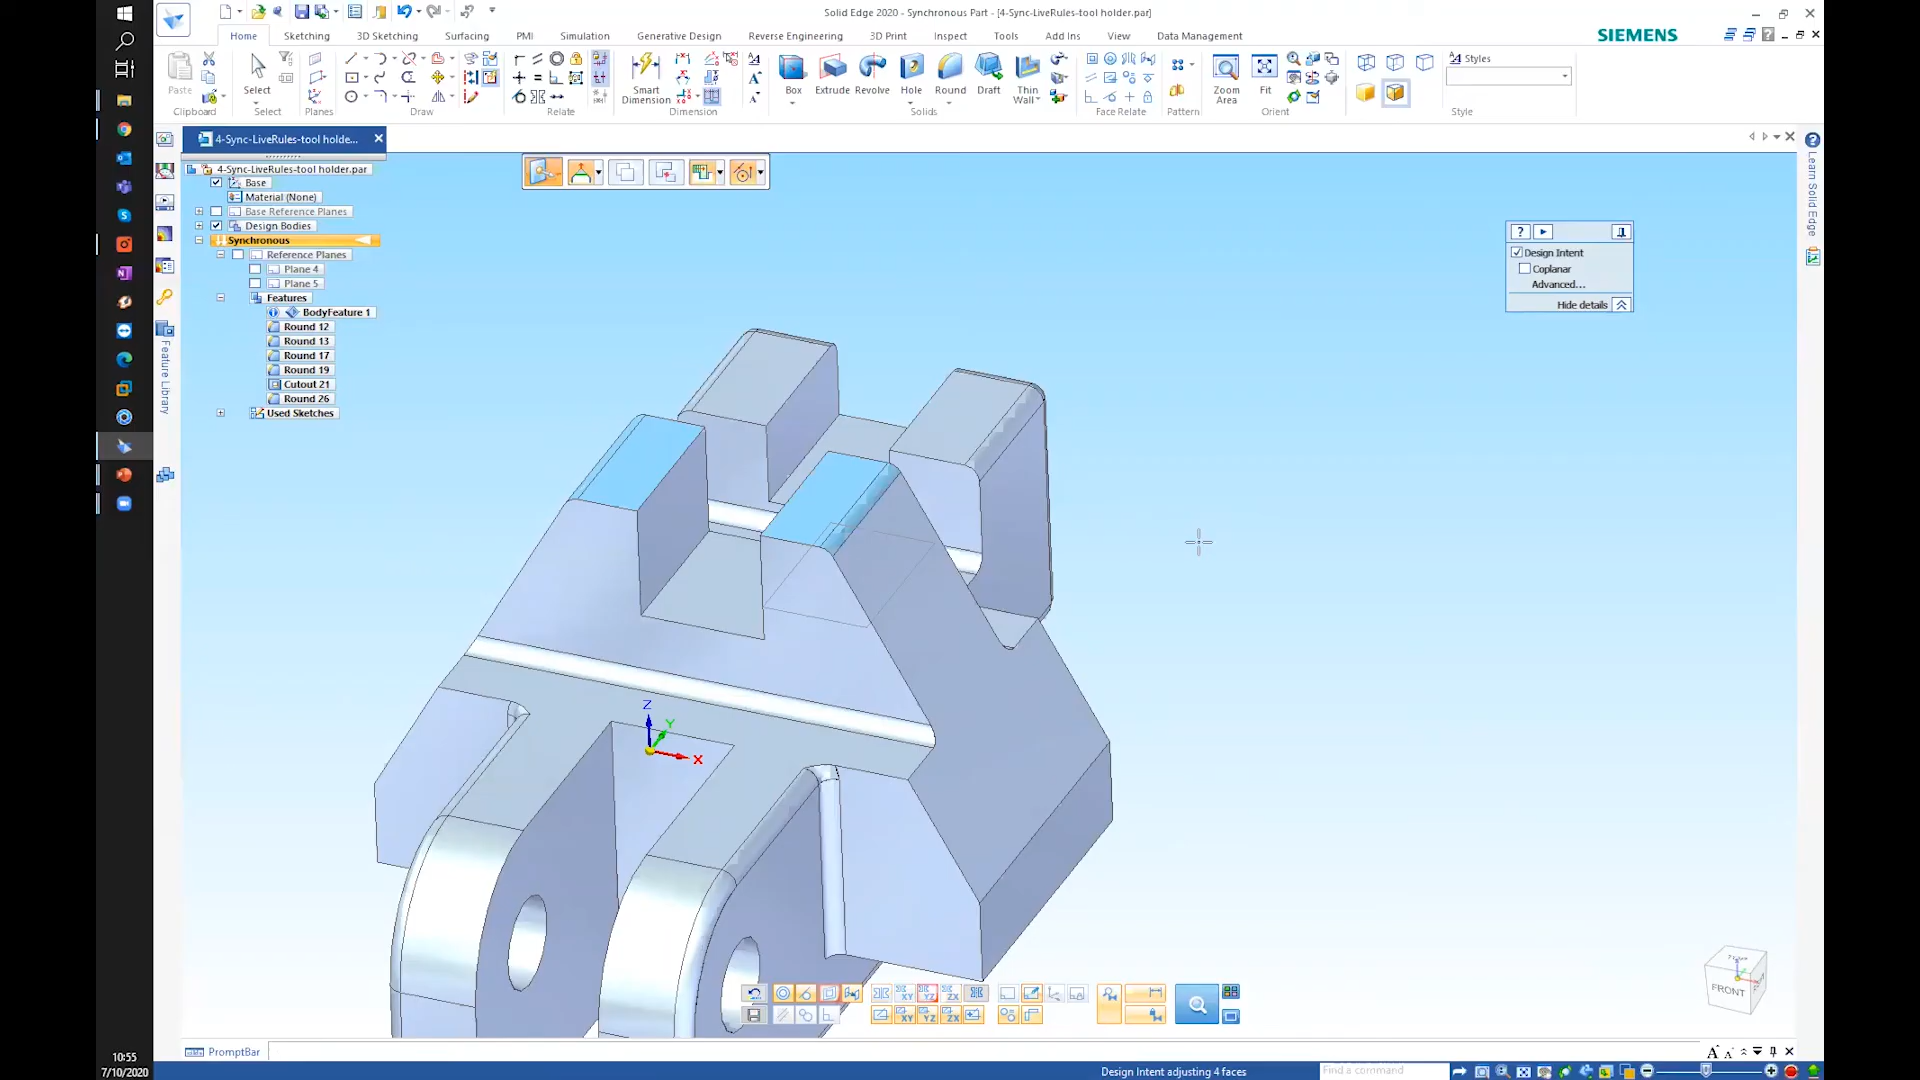 Solid Edge 2020 - Synchronous Part - [4-Sync-LiveRules-tool holder.par]
Home Sketching 3D Sketching Surfacing PMI Simulation Generative Design Reverse Engineering 3D Print Inspect Tools Add Ins View Data Management
SIEMENS
Paste
Select
Smart Dimension
Box Extrude Revolve Hole Round Draft Thin Wall
Zoom Area
Fit
Styles
Clipboard Select Planes Draw Relate Dimension Solids Face Relate Pattern Orient Style
4-Sync-LiveRules-tool holde...
4-Sync-LiveRules-tool holder.par
Base
Material (None)
Base Reference Planes
Design Bodies
Synchronous
Reference Planes
Plane 4
Plane 5
Features
BodyFeature 1
Round 12
Round 13
Round 17
Round 19
Cutout 21
Round 26
Used Sketches
Feature Library
Learn Solid Edge
Design Intent
Coplanar
Advanced...
Hide details
Z
Y
X
FRONT
XY YZ ZX
XY YZ ZX
PromptBar
10:55
7/10/2020
Design Intent adjusting 4 faces
Find a command